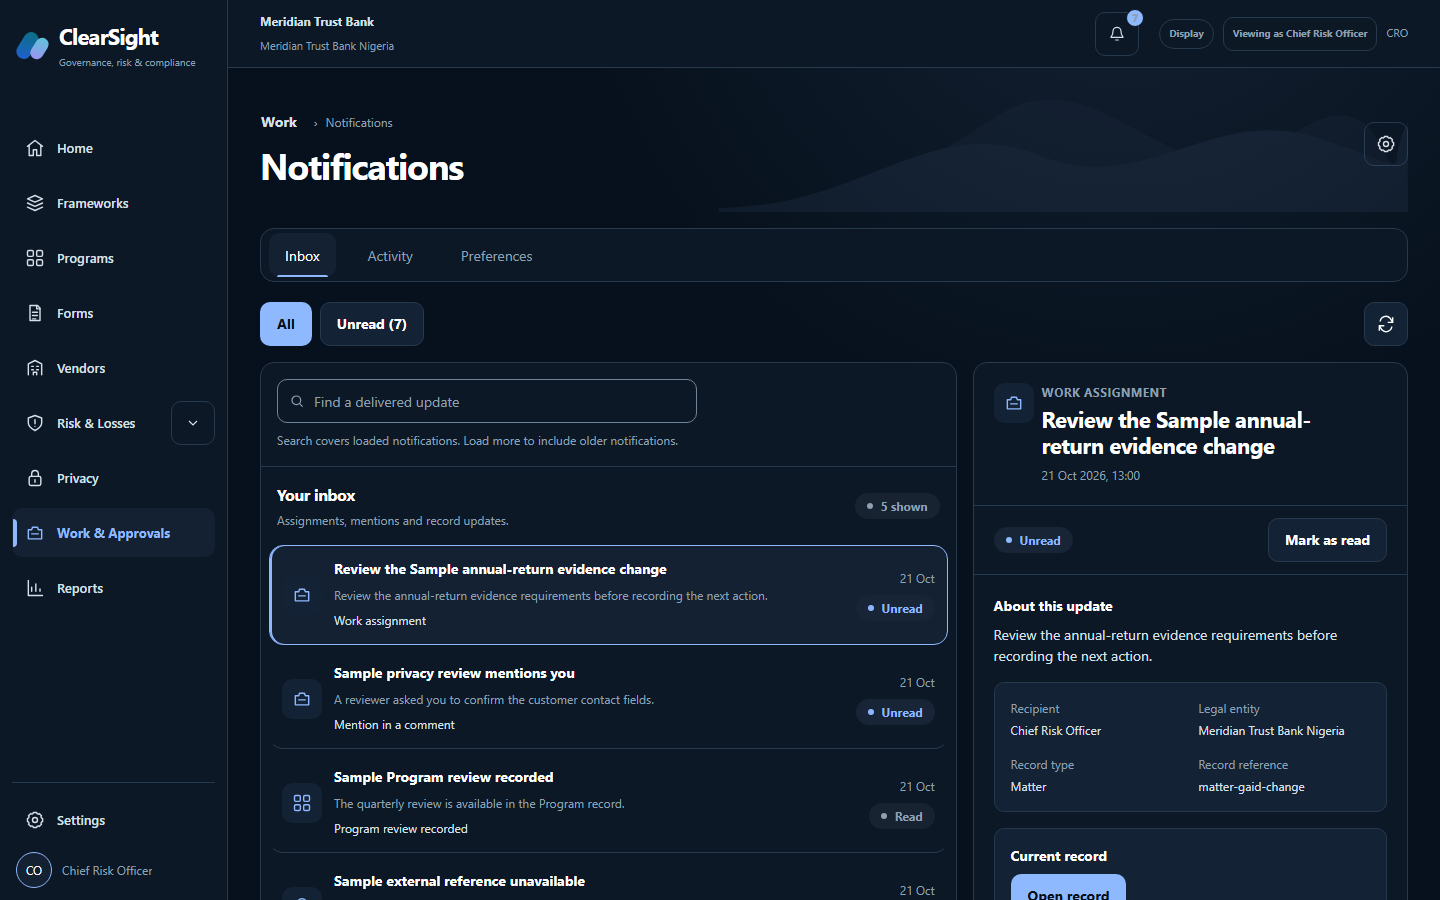 ClearSight
Governance, risk & compliance
Home
Frameworks
Programs
Forms
Vendors
Risk & Losses
Privacy
Work & Approvals
Reports
Settings
CO
Chief Risk Officer
Meridian Trust Bank
Meridian Trust Bank Nigeria
7
Display
Viewing as Chief Risk Officer
CRO
Work › Notifications
Notifications
Inbox
Activity
Preferences
All
Unread (7)
Find a delivered update
Search covers loaded notifications. Load more to include older notifications.
Your inbox
Assignments, mentions and record updates.
5 shown
Review the Sample annual-return evidence change
Review the annual-return evidence requirements before recording the next action.
Work assignment
21 Oct
Unread
Sample privacy review mentions you
A reviewer asked you to confirm the customer contact fields.
Mention in a comment
21 Oct
Unread
Sample Program review recorded
The quarterly review is available in the Program record.
Program review recorded
21 Oct
Read
Sample external reference unavailable
21 Oct
WORK ASSIGNMENT
Review the Sample annual-
return evidence change
21 Oct 2026, 13:00
Unread
Mark as read
About this update
Review the annual-return evidence requirements before
recording the next action.
Recipient
Chief Risk Officer
Legal entity
Meridian Trust Bank Nigeria
Record type
Matter
Record reference
matter-gaid-change
Current record
Open record